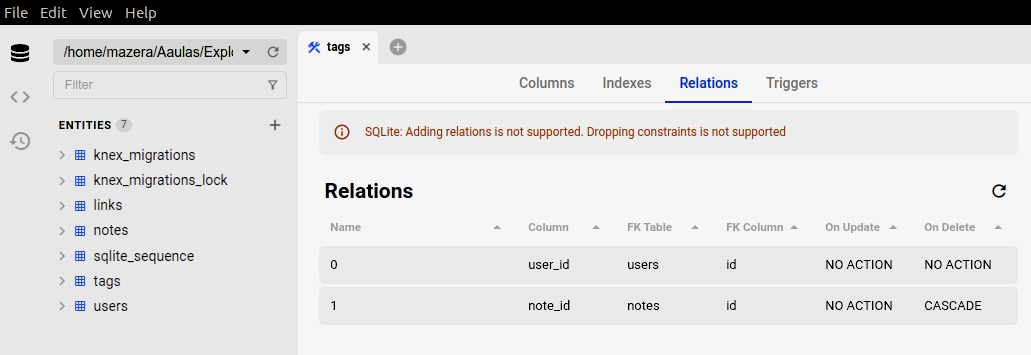 File Edit View Help
/home/mazera/Aaulas/Expl
Filter
ENTITIES 7
knex_migrations
knex_migrations_lock
links
notes
sqlite_sequence
tags
users
tags
Columns Indexes Relations Triggers
SQLite: Adding relations is not supported. Dropping constraints is not supported
Relations
Name Column FK Table FK Column On Update On Delete
0 user_id users id NO ACTION NO ACTION
1 note_id notes id NO ACTION CASCADE